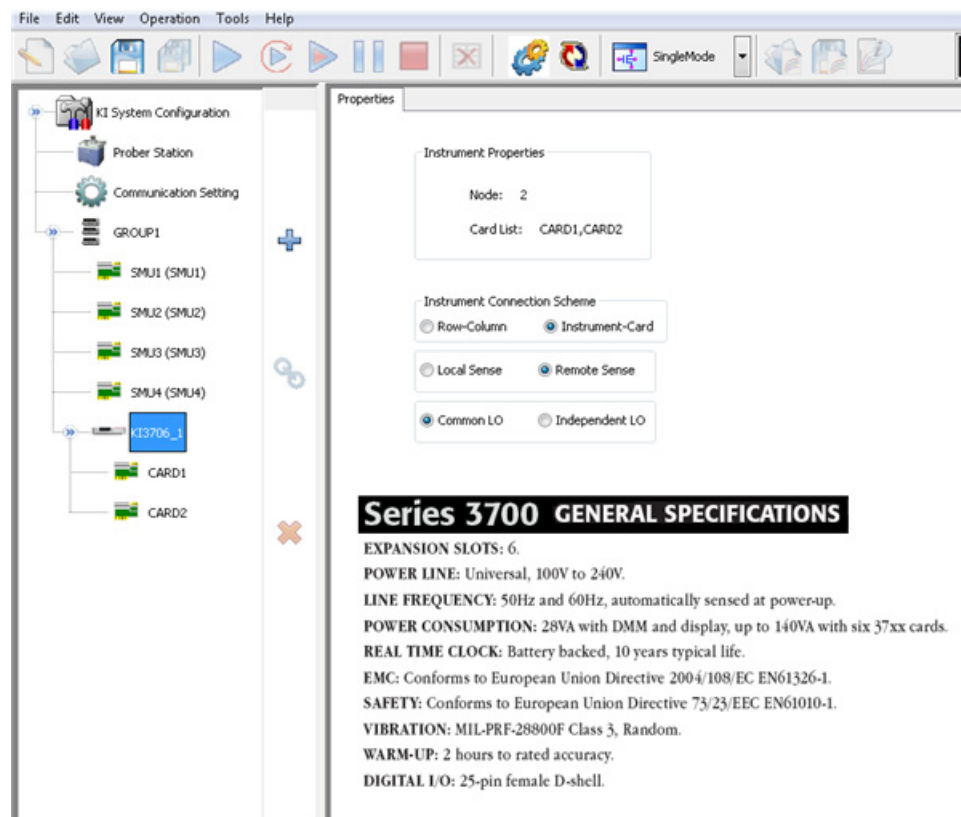 File Edit View Operation Tools Help
SingleMode
KI System Configuration
Prober Station
Communication Setting
GROUP1
SMU1 (SMU1)
SMU2 (SMU2)
SMU3 (SMU3)
SMU4 (SMU4)
KI3706_1
CARD1
CARD2
Properties
Instrument Properties
Node: 2
Card List: CARD1,CARD2
Instrument Connection Scheme
Row-Column Instrument-Card
Local Sense Remote Sense
Common LO Independent LO
Series 3700 GENERAL SPECIFICATIONS
EXPANSION SLOTS: 6.
POWER LINE: Universal, 100V to 240V.
LINE FREQUENCY: 50Hz and 60Hz, automatically sensed at power-up.
POWER CONSUMPTION: 28VA with DMM and display, up to 140VA with six 37xx cards.
REAL TIME CLOCK: Battery backed, 10 years typical life.
EMC: Conforms to European Union Directive 2004/108/EC EN61326-1.
SAFETY: Conforms to European Union Directive 73/23/EEC EN61010-1.
VIBRATION: MIL-PRF-28800F Class 3, Random.
WARM-UP: 2 hours to rated accuracy.
DIGITAL I/O: 25-pin female D-shell.